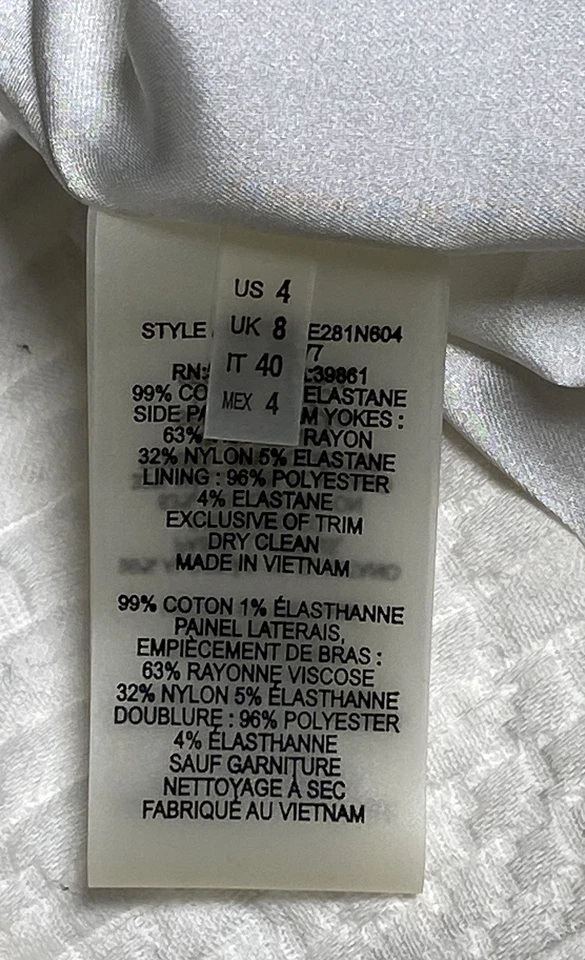 US 4
UK 8
IT 40
MEX 4
STYLE E281N604
77
RN: 39861
99% CO ELASTANE
SIDE PA M YOKES :
63% RAYON
32% NYLON 5% ELASTANE
LINING : 96% POLYESTER
4% ELASTANE
EXCLUSIVE OF TRIM
DRY CLEAN
MADE IN VIETNAM
99% COTON 1% ÉLASTHANNE
PAINEL LATERAIS,
EMPIÈCEMENT DE BRAS :
63% RAYONNE VISCOSE
32% NYLON 5% ÉLASTHANNE
DOUBLURE : 96% POLYESTER
4% ÉLASTHANNE
SAUF GARNITURE
NETTOYAGE À SEC
FABRIQUÉ AU VIETNAM